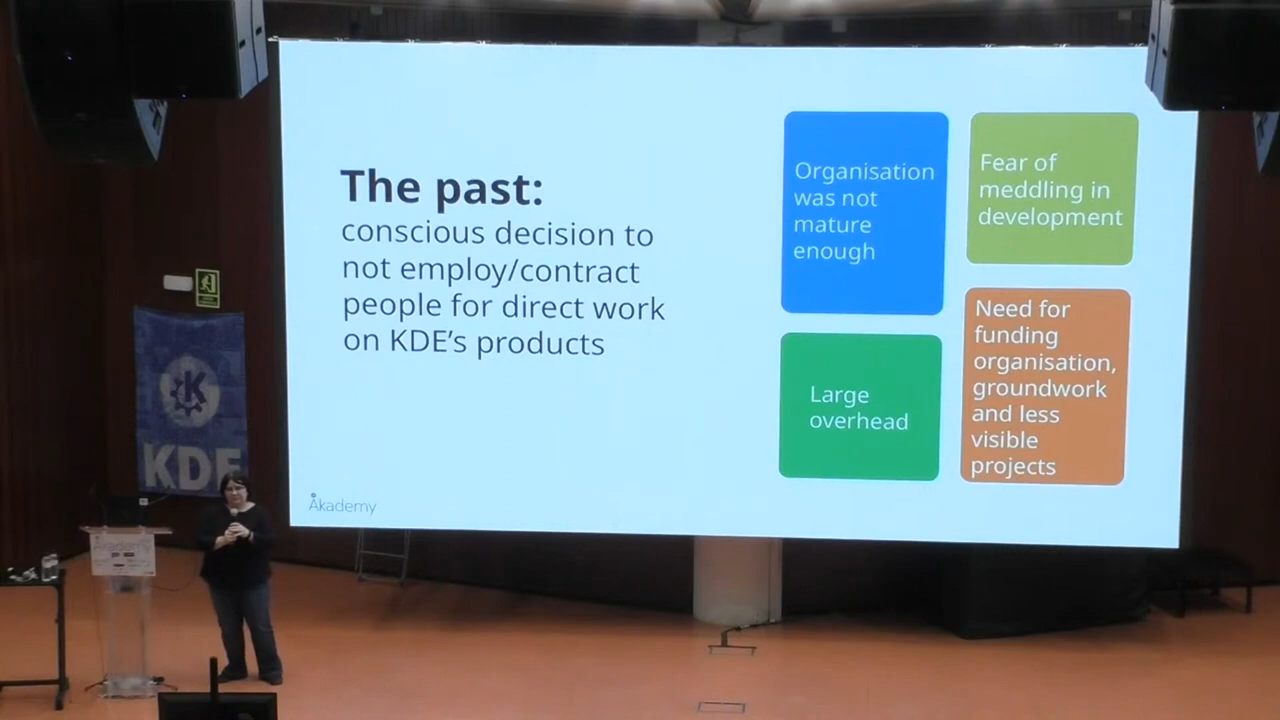 The past:
conscious decision to
not employ/contract
people for direct work
on KDE's products
Organisation
was not
mature
enough
Fear of
meddling in
development
Large
overhead
Need for
funding
organisation,
groundwork
and less
visible
projects
Akademy
K
KDE
Akademy